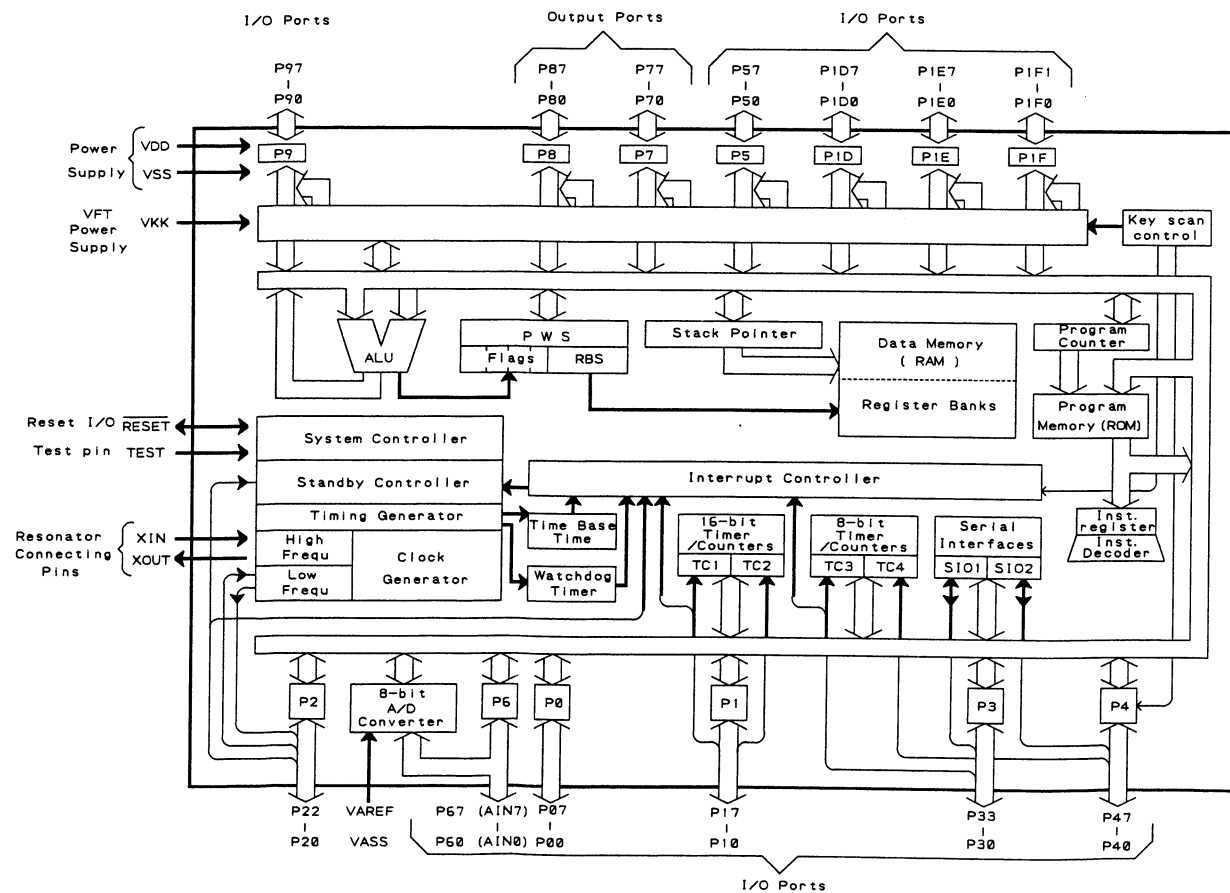 I/O Ports
Output Ports
I/O Ports
P97
P87
P77
P57
P1D7
P1E7
P1F1
P90
P80
P70
P50
P1D0
P1E0
P1F0
Power Supply
VDD
VSS
P9
P8
P7
P5
P1D
P1E
P1F
VFT
Power
Supply
VKK
Key scan
control
ALU
P W S
Flags
RBS
Stack Pointer
Data Memory
( RAM )
Register Banks
Program
Counter
Program
Memory (ROM)
Reset I/O RESET
Test pin TEST
System Controller
Standby Controller
Timing Generator
High
Frequ
Low
Frequ
Clock
Generator
Interrupt Controller
Time Base
Time
Watchdog
Timer
16-bit
Timer
/Counters
TC1
TC2
8-bit
Timer
/Counters
TC3
TC4
Serial
Interfaces
SIO1
SIO2
Inst.
register
Inst.
Decoder
Resonator
Connecting
Pins
XIN
XOUT
P2
8-bit
A/D
Converter
P6
P0
P1
P3
P4
P22
VAREF
P67 (AIN7)
P07
P17
P33
P47
P20
VASS
P60 (AIN0)
P00
P10
P30
P40
I/O Ports